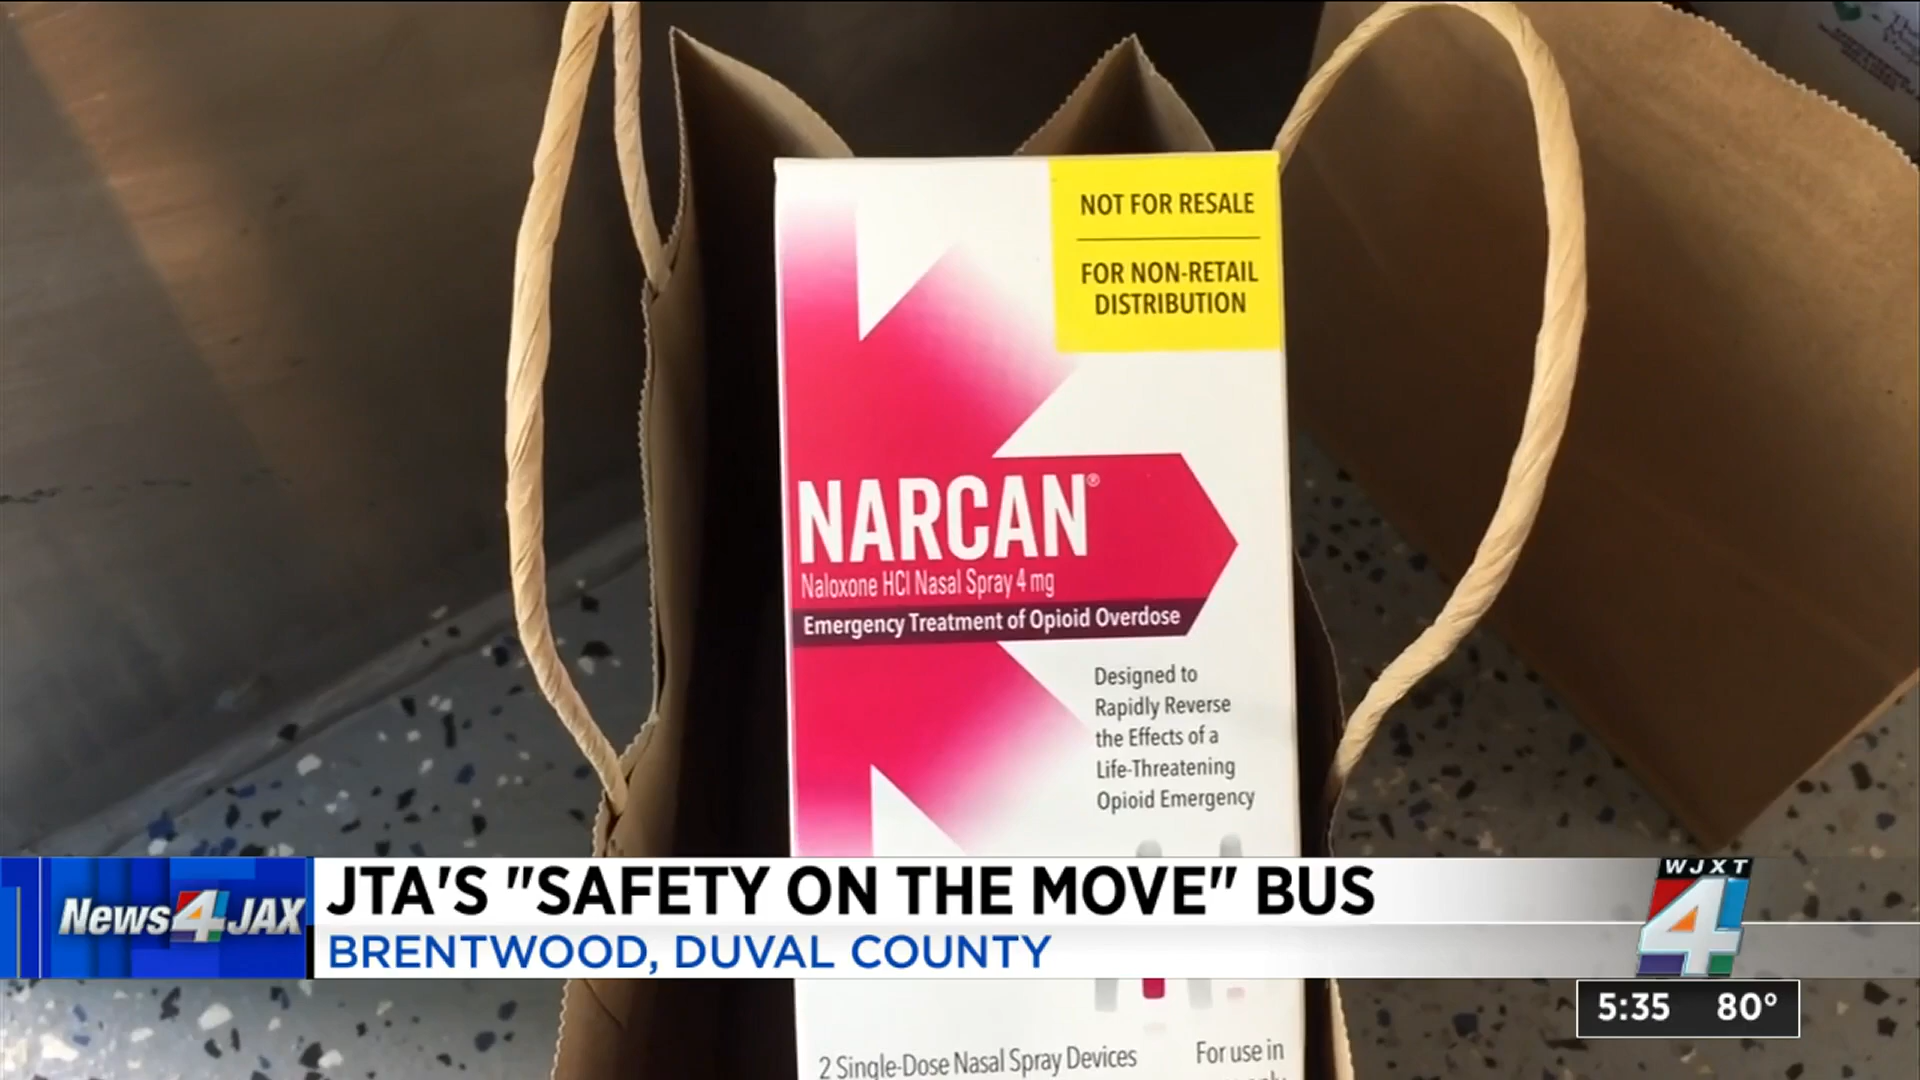 NOT FOR RESALE
FOR NON-RETAIL
DISTRIBUTION
NARCAN®
Naloxone HCl Nasal Spray 4 mg
Emergency Treatment of Opioid Overdose
Designed to
Rapidly Reverse
the Effects of a
Life-Threatening
Opioid Emergency
News4JAX
JTA'S "SAFETY ON THE MOVE" BUS
BRENTWOOD, DUVAL COUNTY
WJXT
4
5:35 80°
2 Single-Dose Nasal Spray Devices
For use in